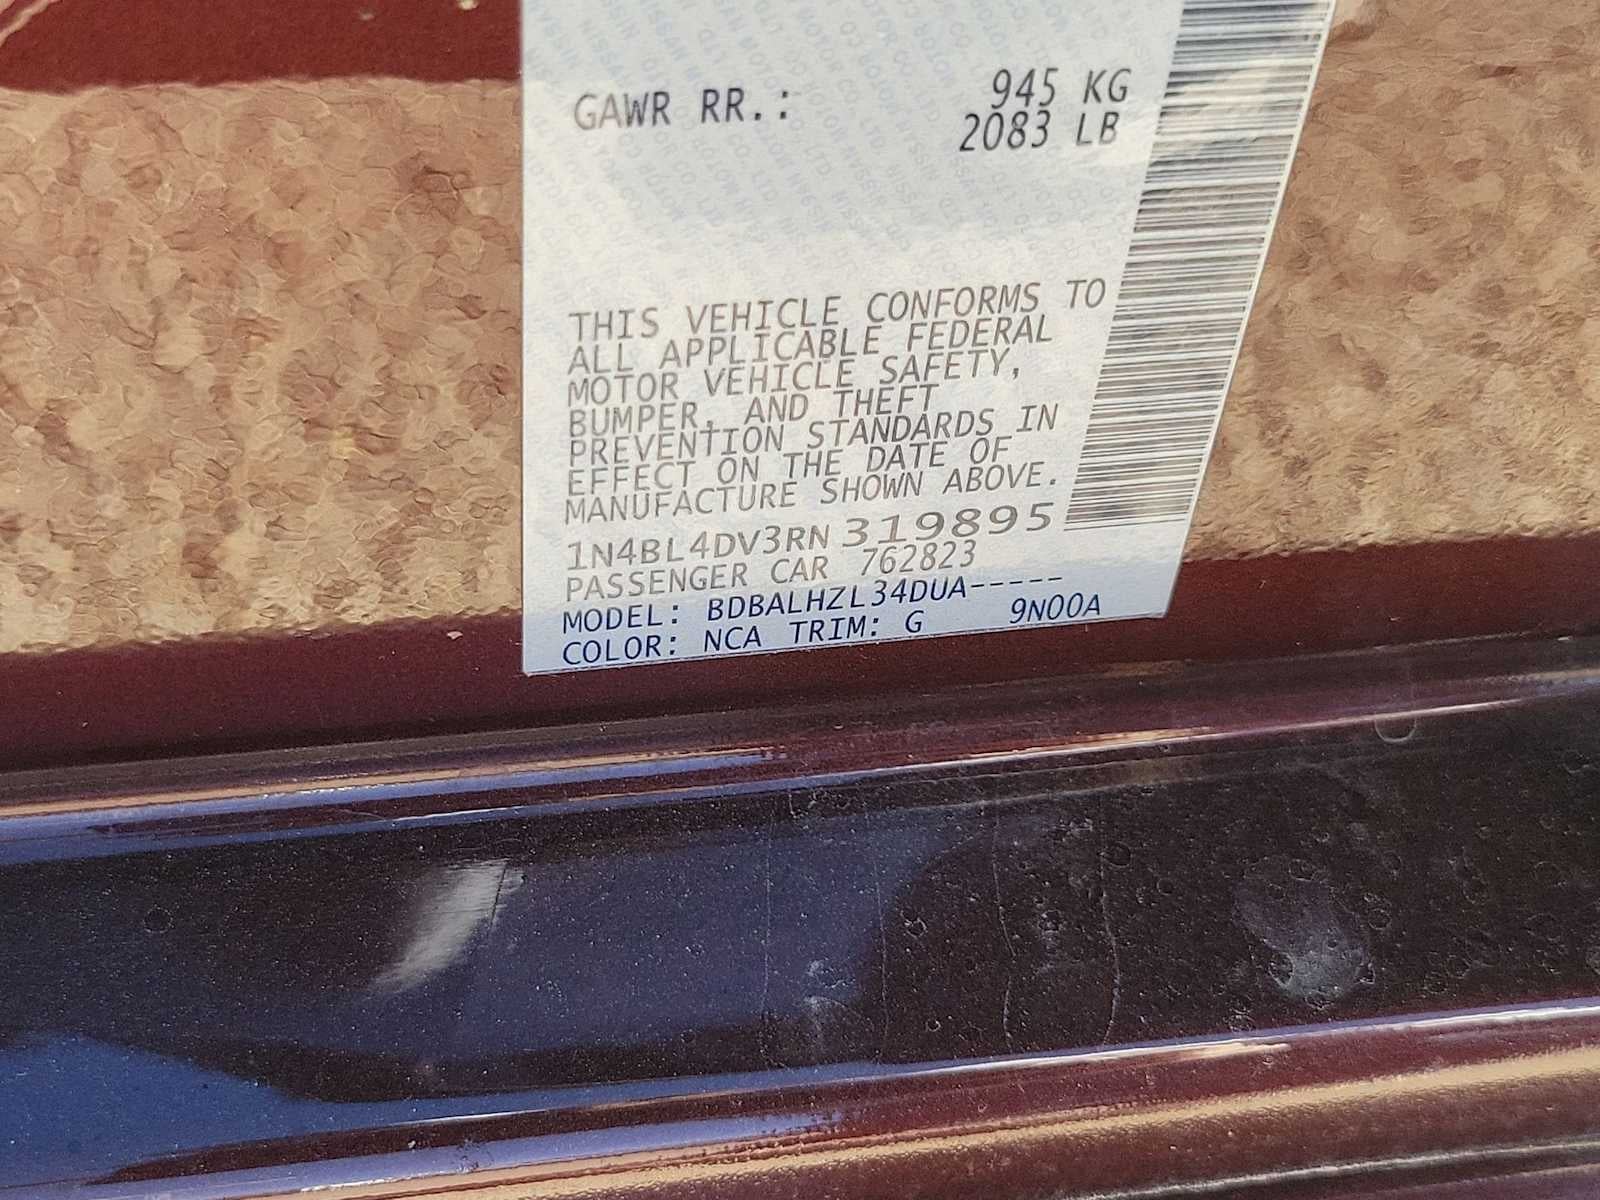 GAWR RR.: 945 KG
2083 LB
THIS VEHICLE CONFORMS TO
ALL APPLICABLE FEDERAL
MOTOR VEHICLE SAFETY,
BUMPER, AND THEFT
PREVENTION STANDARDS IN
EFFECT ON THE DATE OF
MANUFACTURE SHOWN ABOVE.
1N4BL4DV3RN319895
PASSENGER CAR 762823
MODEL: BDBALHZL34DUA-----
COLOR: NCA TRIM: G 9N00A